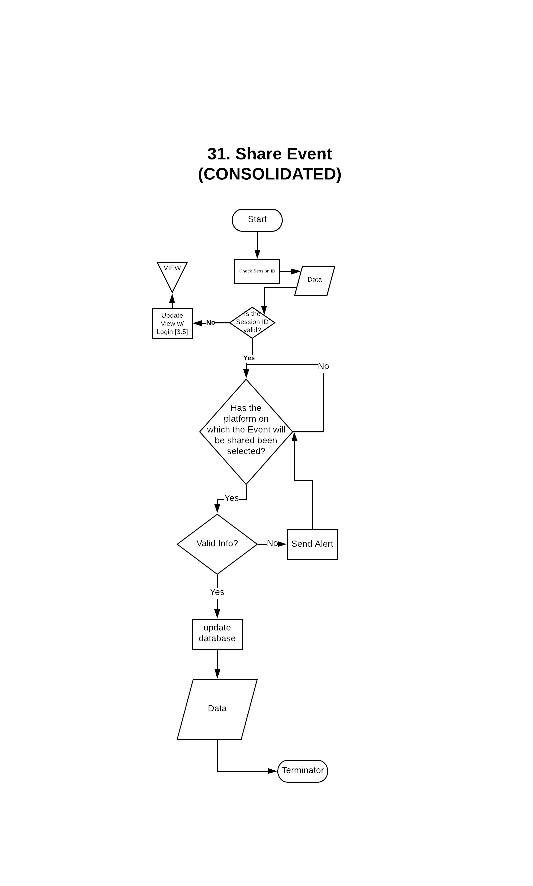 31. Share Event
(CONSOLIDATED)
Start
Check Session ID
Data
VIEW
Update
View w/
Login [3.5]
No
Is the
Session ID
valid?
Yes
No
Has the
platform on
which the Event will
be shared been
selected?
Yes
Valid Info?
No
Send Alert
Yes
update
database
Data
Terminator